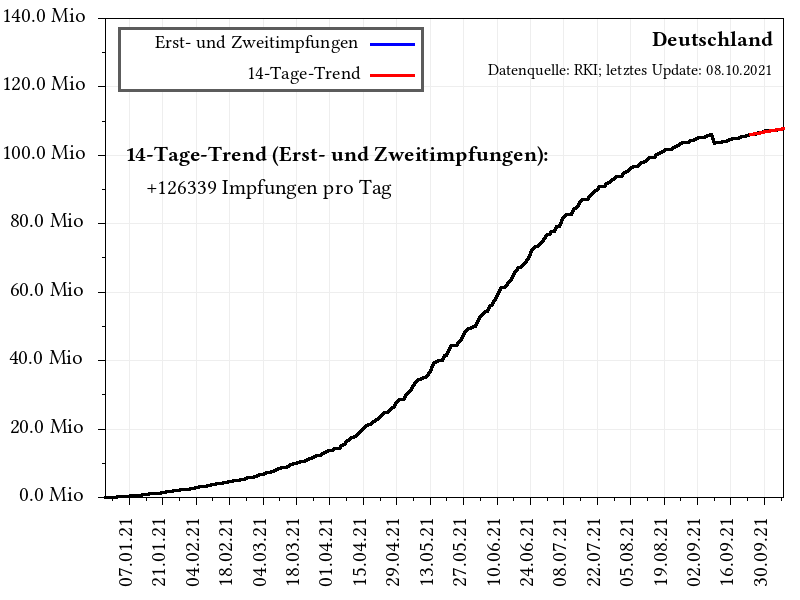 140.0 Mio
120.0 Mio
100.0 Mio
80.0 Mio
60.0 Mio
40.0 Mio
20.0 Mio
0.0 Mio
Erst- und Zweitimpfungen
14-Tage-Trend
Deutschland
Datenquelle: RKI; letztes Update: 08.10.2021
14-Tage-Trend (Erst- und Zweitimpfungen):
+126339 Impfungen pro Tag
07.01.21
21.01.21
04.02.21
18.02.21
04.03.21
18.03.21
01.04.21
15.04.21
29.04.21
13.05.21
27.05.21
10.06.21
24.06.21
08.07.21
22.07.21
05.08.21
19.08.21
02.09.21
16.09.21
30.09.21